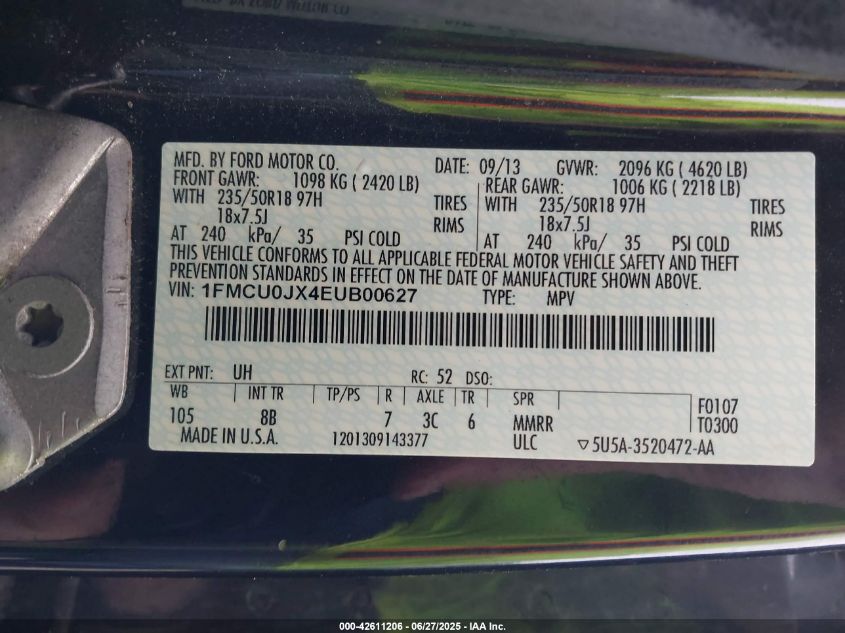 MFD. BY FORD MOTOR CO. DATE: 09/13 GVWR: 2096 KG ( 4620 LB)
FRONT GAWR: 1098 KG ( 2420 LB) REAR GAWR: 1006 KG ( 2218 LB)
WITH 235/50R18 97H TIRES WITH 235/50R18 97H TIRES
18x7.5J RIMS 18x7.5J RIMS
AT 240 kPa/ 35 PSI COLD AT 240 kPa/ 35 PSI COLD
THIS VEHICLE CONFORMS TO ALL APPLICABLE FEDERAL MOTOR VEHICLE SAFETY AND THEFT
PREVENTION STANDARDS IN EFFECT ON THE DATE OF MANUFACTURE SHOWN ABOVE.
VIN: 1FMCU0JX4EUB00627 TYPE: MPV
EXT PNT: UH RC: 52 DSO:
WB INT TR TP/PS R AXLE TR SPR F0107
105 8B 7 3C 6 MMRR T0300
MADE IN U.S.A. 1201309143377 ULC ▽5U5A-3520472-AA
000-42611206 | 06/27/2025 | IAA Inc.